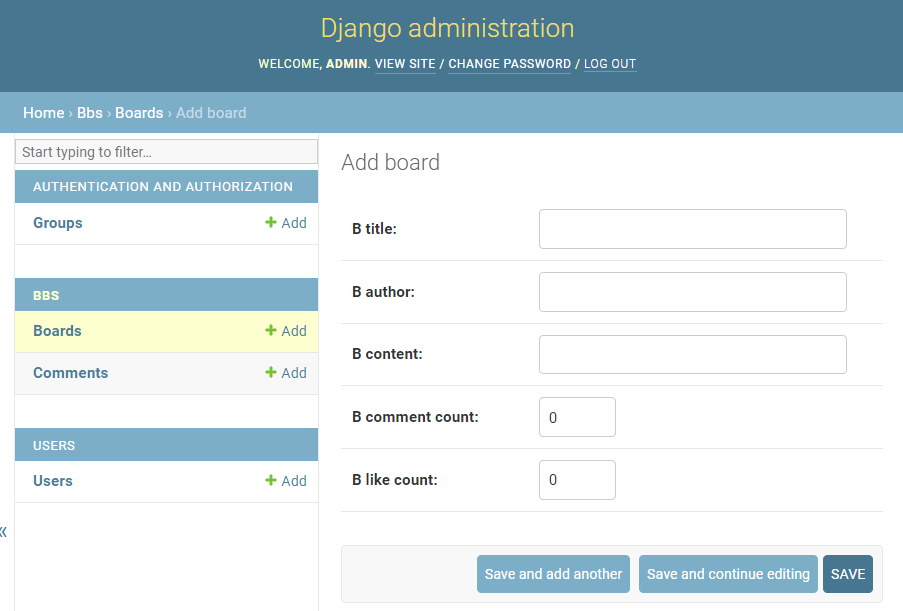 Django administration
WELCOME, ADMIN. VIEW SITE / CHANGE PASSWORD / LOG OUT
Home › Bbs › Boards › Add board
Start typing to filter...
AUTHENTICATION AND AUTHORIZATION
Groups + Add
BBS
Boards + Add
Comments + Add
USERS
Users + Add
«
Add board
B title:
B author:
B content:
B comment count: 0
B like count: 0
Save and add another Save and continue editing SAVE